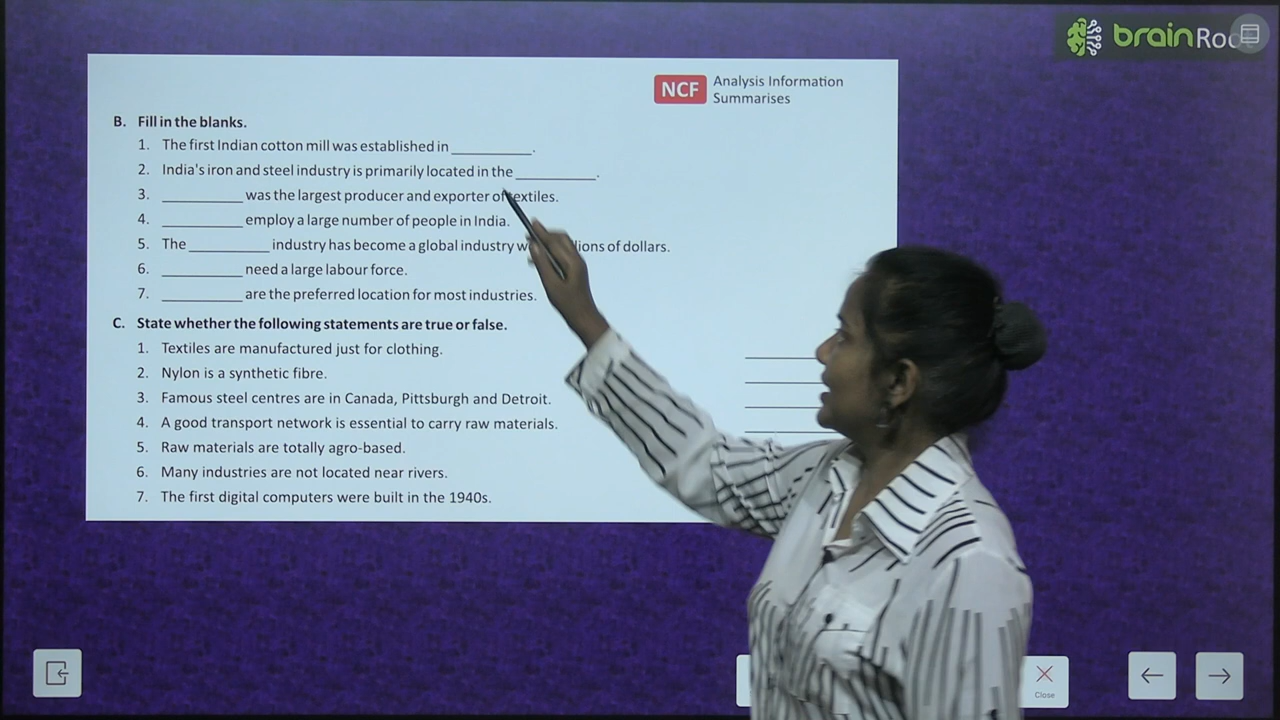 brainRoo
NCF Analysis Information
Summarises
B. Fill in the blanks.
1. The first Indian cotton mill was established in __________.
2. India's iron and steel industry is primarily located in the __________.
3. __________ was the largest producer and exporter of textiles.
4. __________ employ a large number of people in India.
5. The __________ industry has become a global industry lions of dollars.
6. __________ need a large labour force.
7. __________ are the preferred location for most industries.
C. State whether the following statements are true or false.
1. Textiles are manufactured just for clothing.
2. Nylon is a synthetic fibre.
3. Famous steel centres are in Canada, Pittsburgh and Detroit.
4. A good transport network is essential to carry raw materials.
5. Raw materials are totally agro-based.
6. Many industries are not located near rivers.
7. The first digital computers were built in the 1940s.
Close